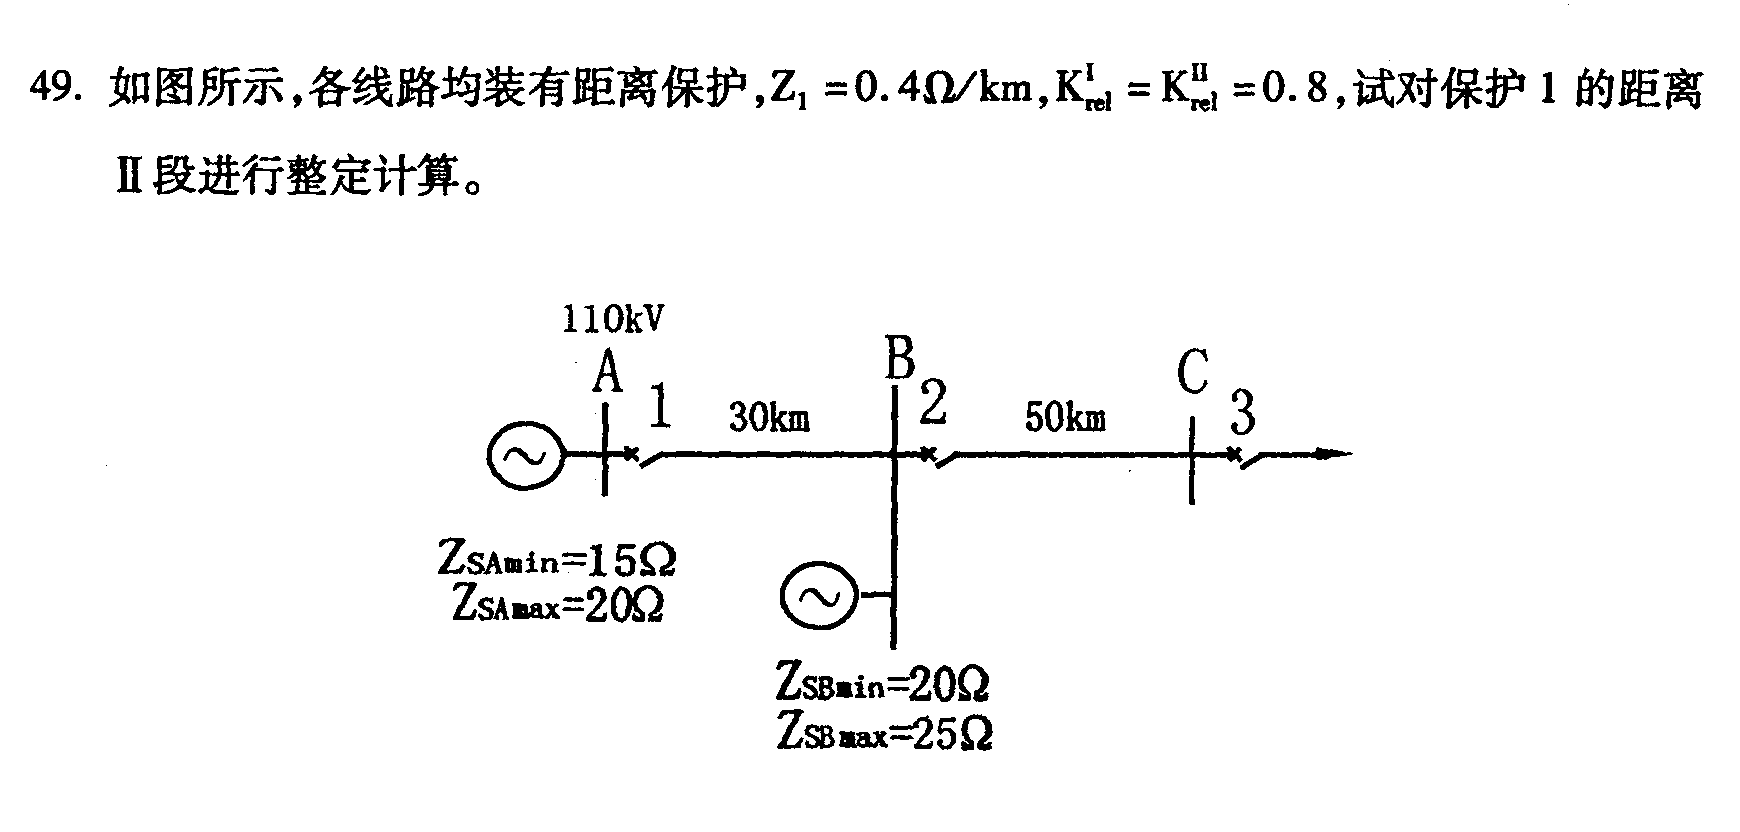 49. 如图所示,各线路均装有距离保护,Z₁ =0.4Ω/km,Kᴵrel = Kᴵᴵrel =0.8,试对保护 1 的距离
Ⅱ段进行整定计算。
110kV
A
1
30km
B
2
50km
C
3
ZSAmin=15Ω
ZSAmax=20Ω
ZSBmin=20Ω
ZSBmax=25Ω